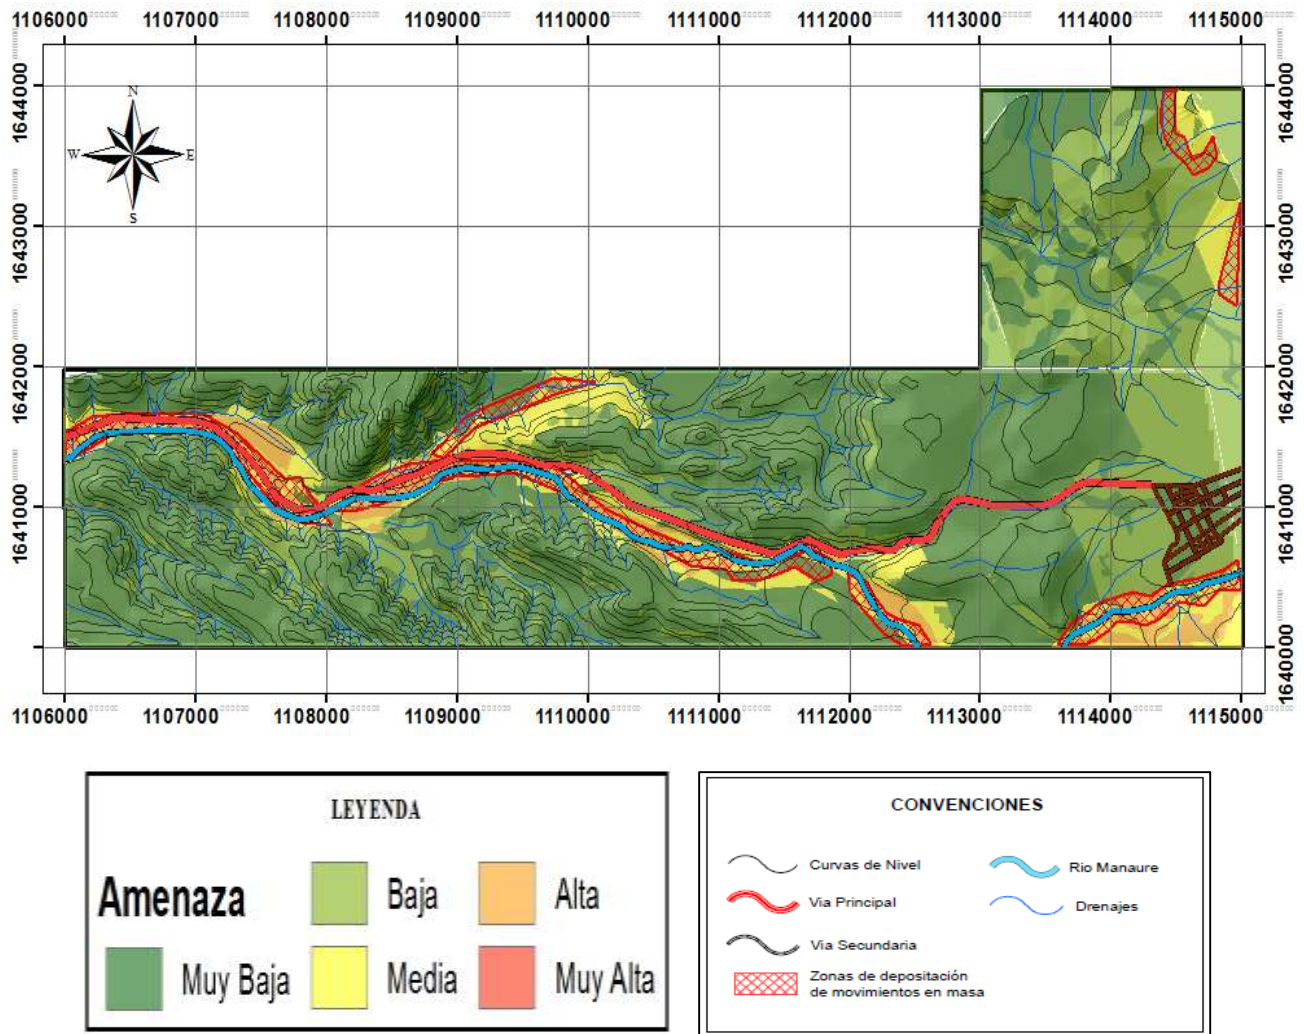 1106000 1107000 1108000 1109000 1110000 1111000 1112000 1113000 1114000 1115000
1644000 1644000
N
W E
S
1643000 1643000
1642000 1642000
1641000 1641000
1640000 1640000
1106000 1107000 1108000 1109000 1110000 1111000 1112000 1113000 1114000 1115000
LEYENDA
Amenaza
Muy Baja
Baja
Media
Alta
Muy Alta
CONVENCIONES
Curvas de Nivel
Via Principal
Via Secundaria
Zonas de depositación
de movimientos en masa
Rio Manaure
Drenajes